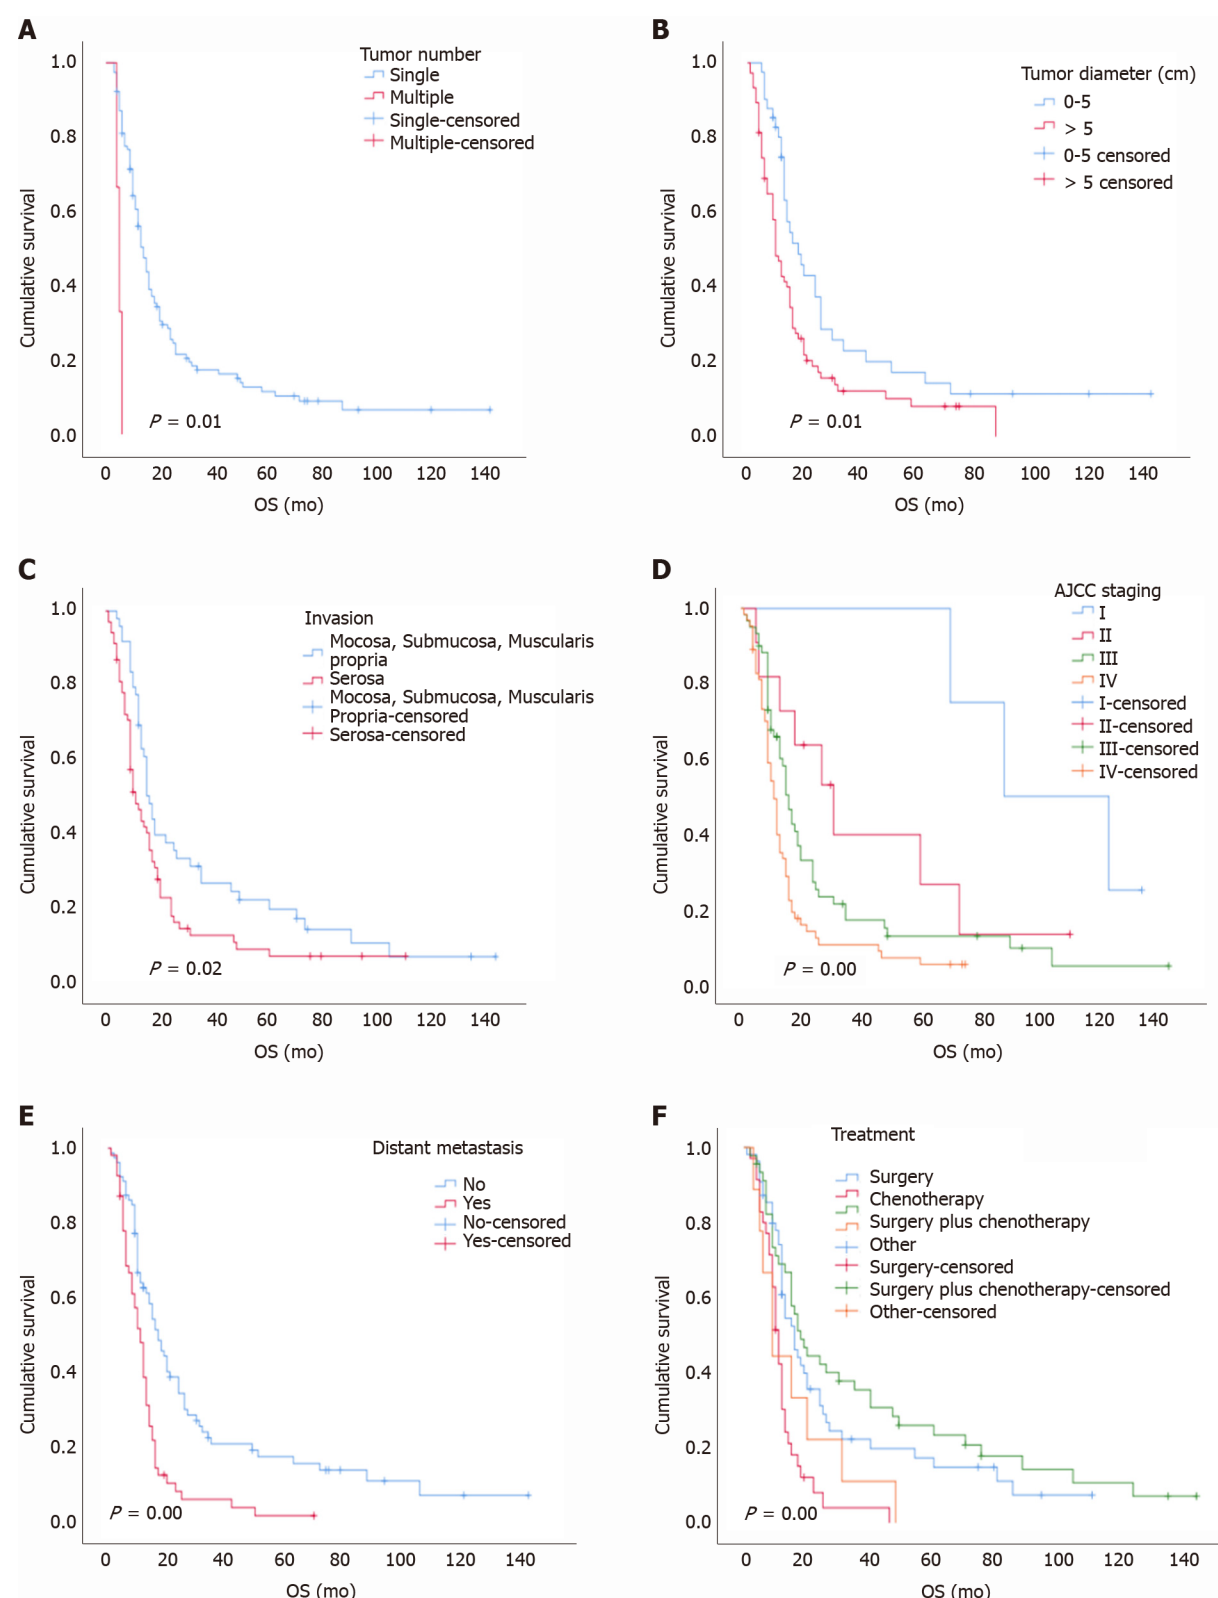 A
Tumor number
Single
Multiple
Single-censored
Multiple-censored
Cumulative survival
1.0
0.8
0.6
0.4
0.2
0.0
P = 0.01
0 20 40 60 80 100 120 140
OS (mo)
B
Tumor diameter (cm)
0-5
> 5
0-5 censored
> 5 censored
Cumulative survival
1.0
0.8
0.6
0.4
0.2
0.0
P = 0.01
0 20 40 60 80 100 120 140
OS (mo)
C
Invasion
Mocosa, Submucosa, Muscularis
propria
Serosa
Mocosa, Submucosa, Muscularis
Propria-censored
Serosa-censored
Cumulative survival
1.0
0.8
0.6
0.4
0.2
0.0
P = 0.02
0 20 40 60 80 100 120 140
OS (mo)
D
AJCC staging
I
II
III
IV
I-censored
II-censored
III-censored
IV-censored
Cumulative survival
1.0
0.8
0.6
0.4
0.2
0.0
P = 0.00
0 20 40 60 80 100 120 140
OS (mo)
E
Distant metastasis
No
Yes
No-censored
Yes-censored
Cumulative survival
1.0
0.8
0.6
0.4
0.2
0.0
P = 0.00
0 20 40 60 80 100 120 140
OS (mo)
F
Treatment
Surgery
Chenotherapy
Surgery plus chenotherapy
Other
Surgery-censored
Surgery plus chenotherapy-censored
Other-censored
Cumulative survival
1.0
0.8
0.6
0.4
0.2
0.0
P = 0.00
0 20 40 60 80 100 120 140
OS (mo)